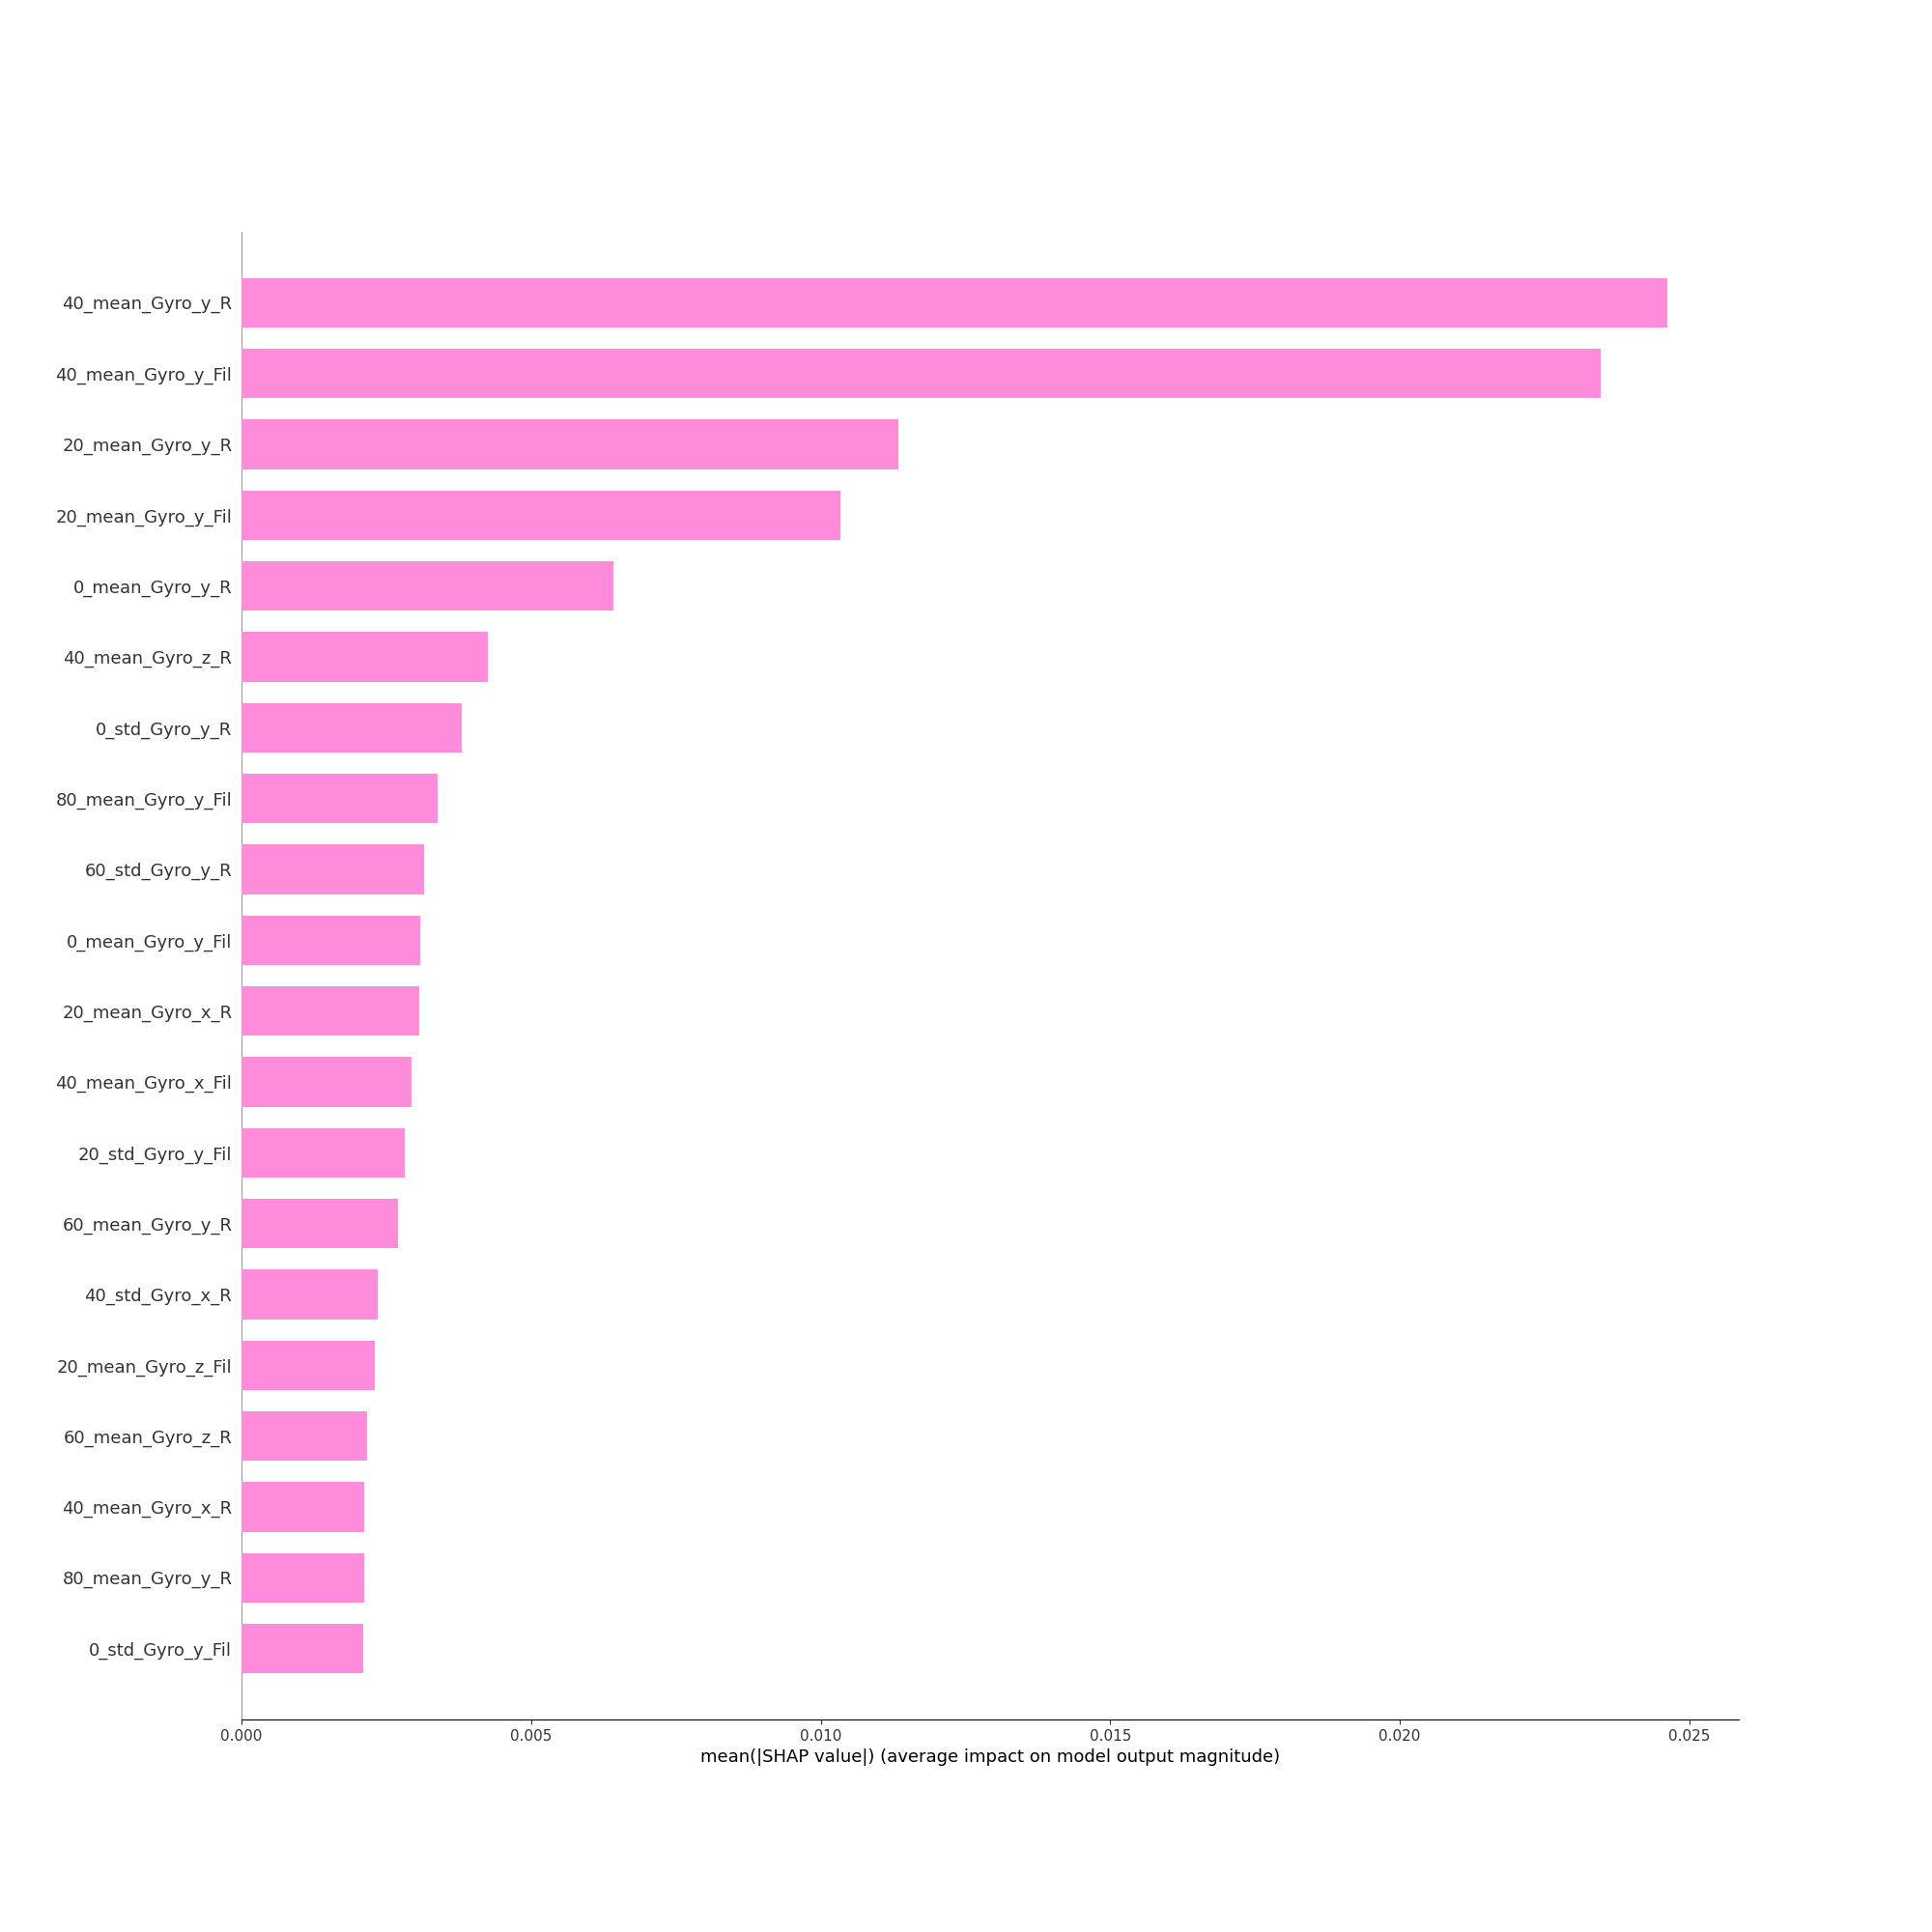 40_mean_Gyro_y_R
40_mean_Gyro_y_Fil
20_mean_Gyro_y_R
20_mean_Gyro_y_Fil
0_mean_Gyro_y_R
40_mean_Gyro_z_R
0_std_Gyro_y_R
80_mean_Gyro_y_Fil
60_std_Gyro_y_R
0_mean_Gyro_y_Fil
20_mean_Gyro_x_R
40_mean_Gyro_x_Fil
20_std_Gyro_y_Fil
60_mean_Gyro_y_R
40_std_Gyro_x_R
20_mean_Gyro_z_Fil
60_mean_Gyro_z_R
40_mean_Gyro_x_R
80_mean_Gyro_y_R
0_std_Gyro_y_Fil
0.000 0.005 0.010 0.015 0.020 0.025
mean(|SHAP value|) (average impact on model output magnitude)